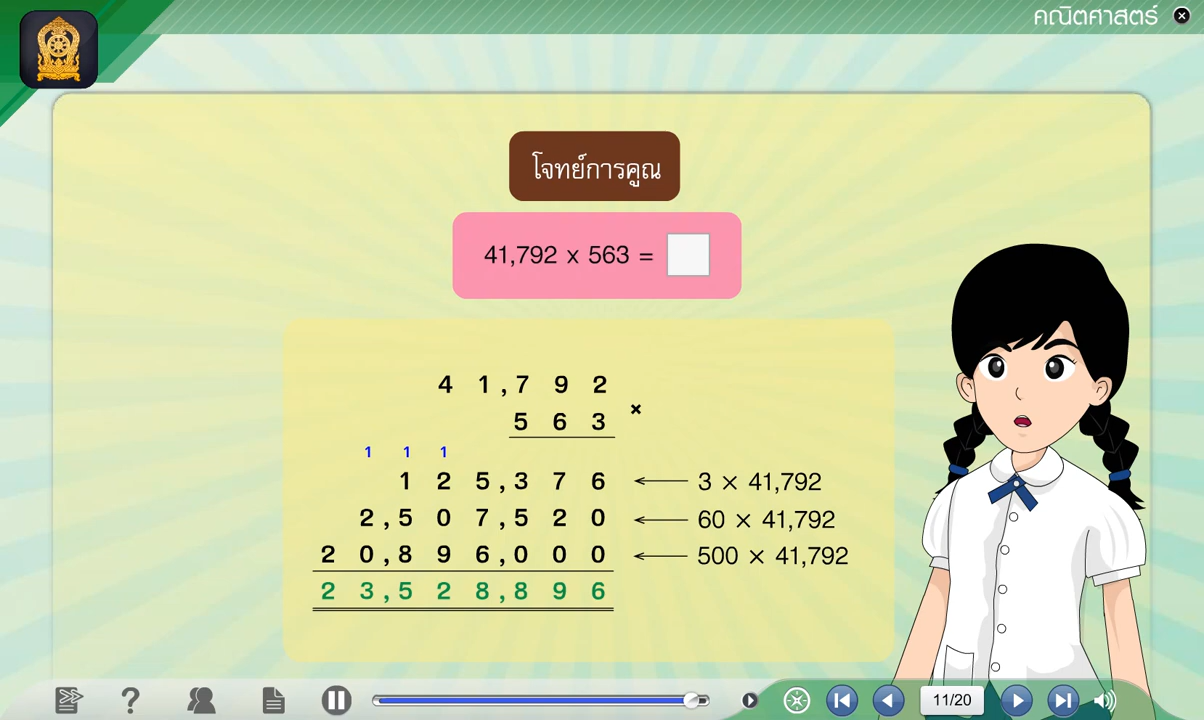 คณิตศาสตร์
โจทย์การคูณ
41,792 x 563 =
4 1,7 9 2
5 6 3 ×
1 1 1
1 2 5,3 7 6 ← 3 × 41,792
2,5 0 7,5 2 0 ← 60 × 41,792
2 0,8 9 6,0 0 0 ← 500 × 41,792
2 3,5 2 8,8 9 6
11/20